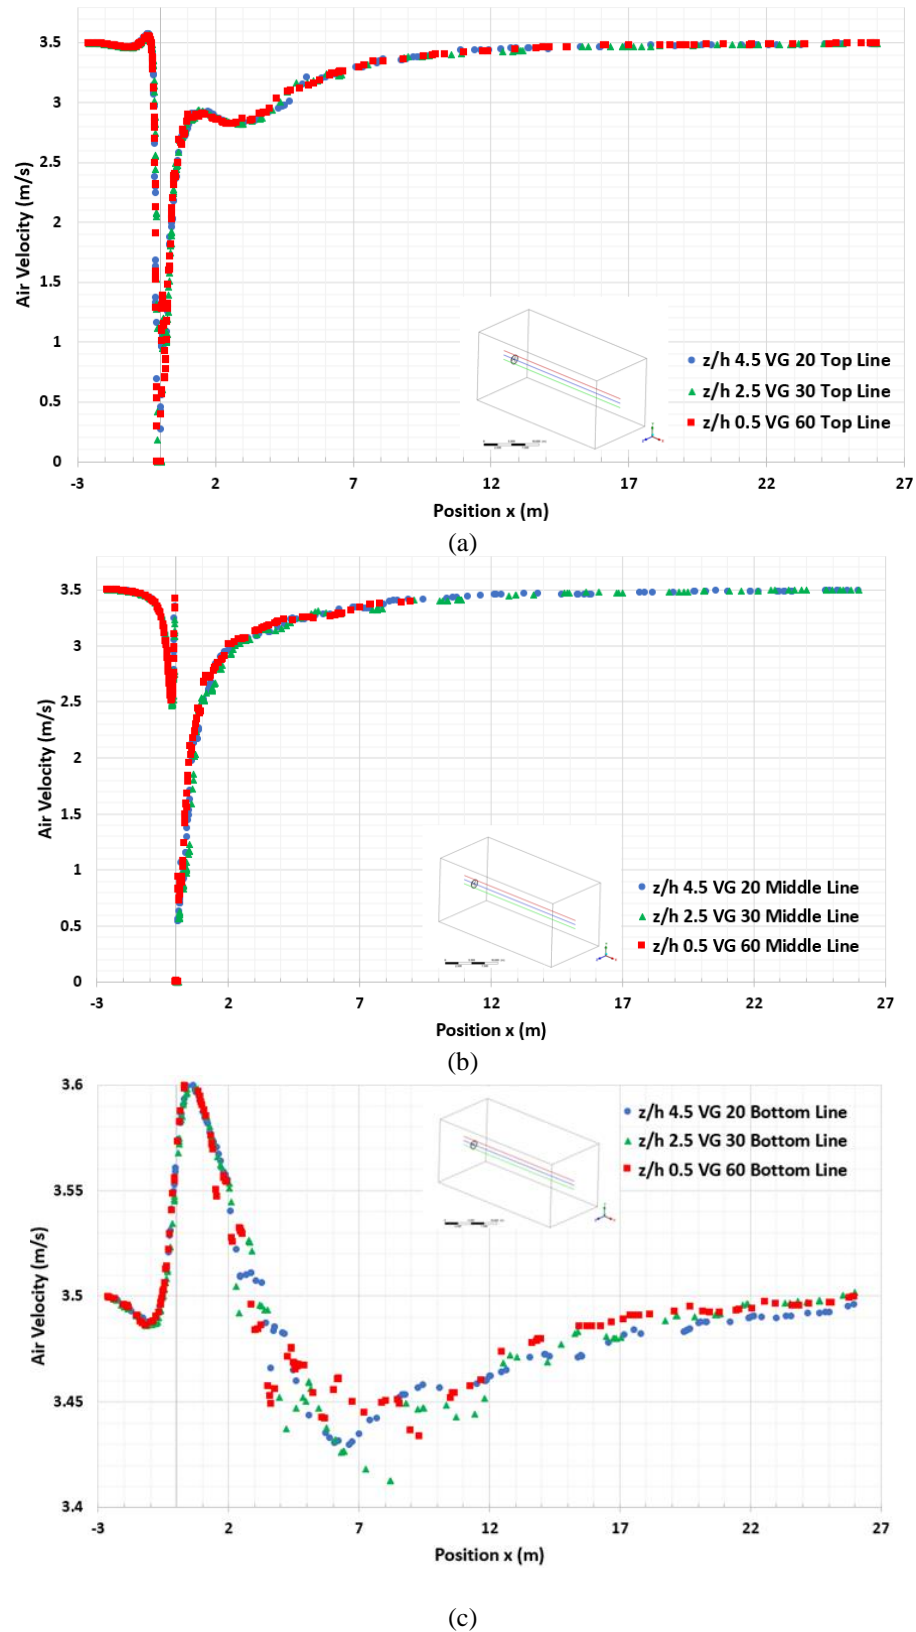 3.5
3
2.5
2
1.5
1
0.5
0
Air Velocity (m/s)
z/h 4.5 VG 20 Top Line
z/h 2.5 VG 30 Top Line
z/h 0.5 VG 60 Top Line
-3 2 7 12 17 22 27
Position x (m)
(a)
3.5
3
2.5
2
1.5
1
0.5
0
Air Velocity (m/s)
z/h 4.5 VG 20 Middle Line
z/h 2.5 VG 30 Middle Line
z/h 0.5 VG 60 Middle Line
-3 2 7 12 17 22 27
Position x (m)
(b)
3.6
3.55
3.5
3.45
3.4
Air Velocity (m/s)
z/h 4.5 VG 20 Bottom Line
z/h 2.5 VG 30 Bottom Line
z/h 0.5 VG 60 Bottom Line
-3 2 7 12 17 22 27
Position x (m)
(c)